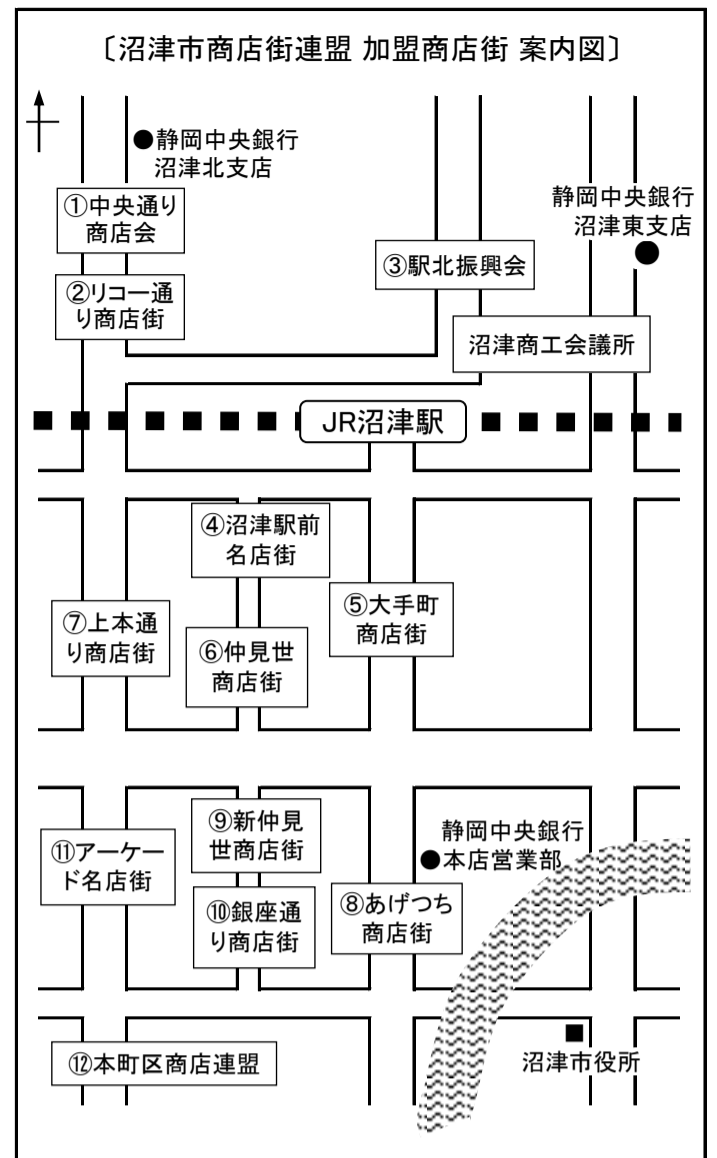 〔沼津市商店街連盟 加盟商店街 案内図〕
●静岡中央銀行
沼津北支店
①中央通り
商店会
静岡中央銀行
沼津東支店
③駅北振興会
②リコー通
り商店街
沼津商工会議所
JR沼津駅
④沼津駅前
名店街
⑤大手町
商店街
⑦上本通
り商店街
⑥仲見世
商店街
⑨新仲見
世商店街
静岡中央銀行
●本店営業部
⑪アーケー
ド名店街
⑩銀座通
り商店街
⑧あげつち
商店街
沼津市役所
⑫本町区商店連盟